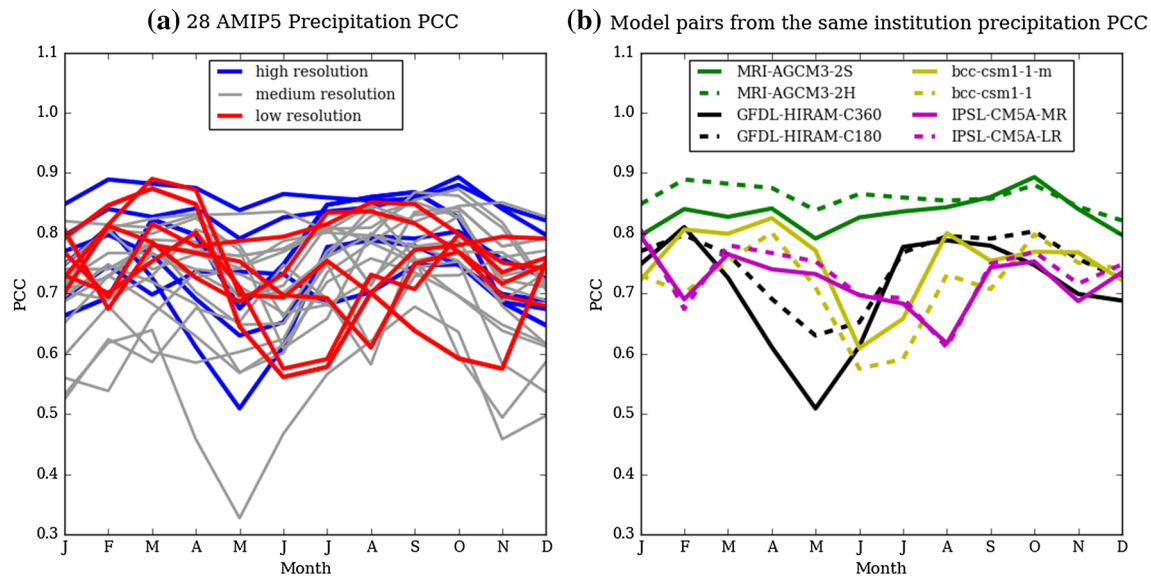 (a) 28 AMIP5 Precipitation PCC
1.1
1.0
0.9
0.8
0.7
0.6
0.5
0.4
0.3
PCC
high resolution
medium resolution
low resolution
J F M A M J J A S O N D
Month
(b) Model pairs from the same institution precipitation PCC
1.1
1.0
0.9
0.8
0.7
0.6
0.5
0.4
0.3
PCC
MRI-AGCM3-2S
MRI-AGCM3-2H
GFDL-HIRAM-C360
GFDL-HIRAM-C180
bcc-csm1-1-m
bcc-csm1-1
IPSL-CM5A-MR
IPSL-CM5A-LR
J F M A M J J A S O N D
Month